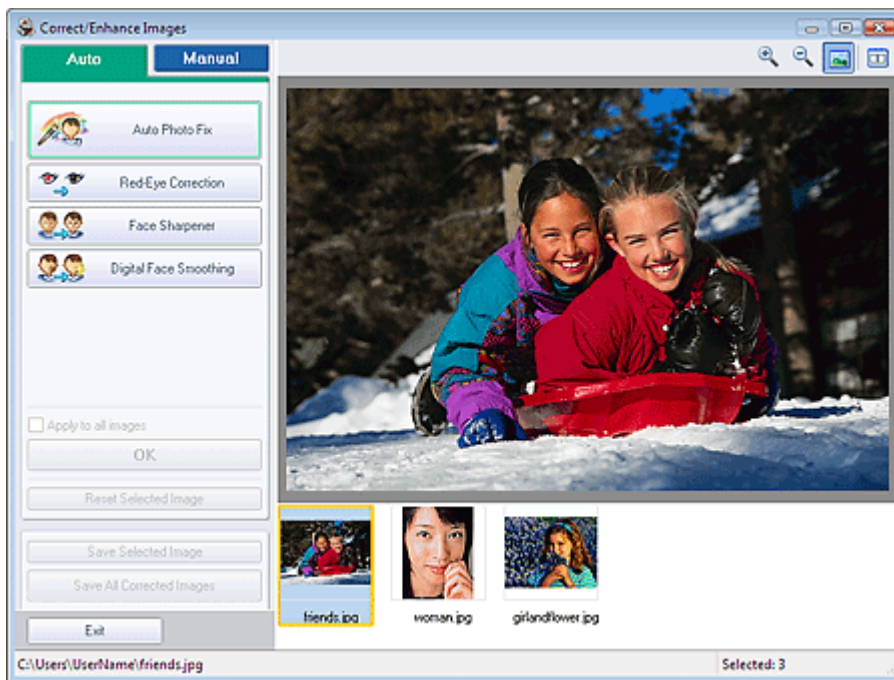 Correct/Enhance Images
Auto Manual
Auto Photo Fix
Red-Eye Correction
Face Sharpener
Digital Face Smoothing
Apply to all images
OK
Reset Selected Image
Save Selected Image
Save All Corrected Images
Exit
friends.jpg woman.jpg girlandflower.jpg
C:\Users\UserName\friends.jpg Selected: 3